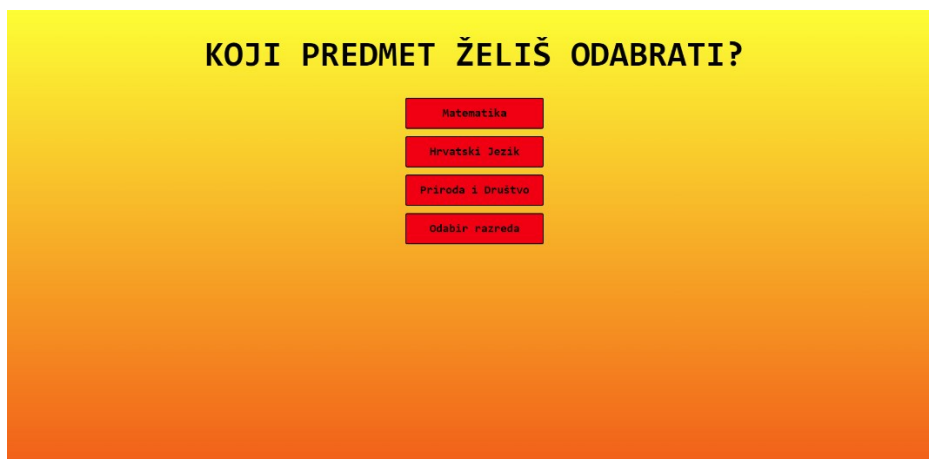 KOJI PREDMET ŽELIŠ ODABRATI?
Matematika
Hrvatski Jezik
Priroda i Društvo
Odabir razreda